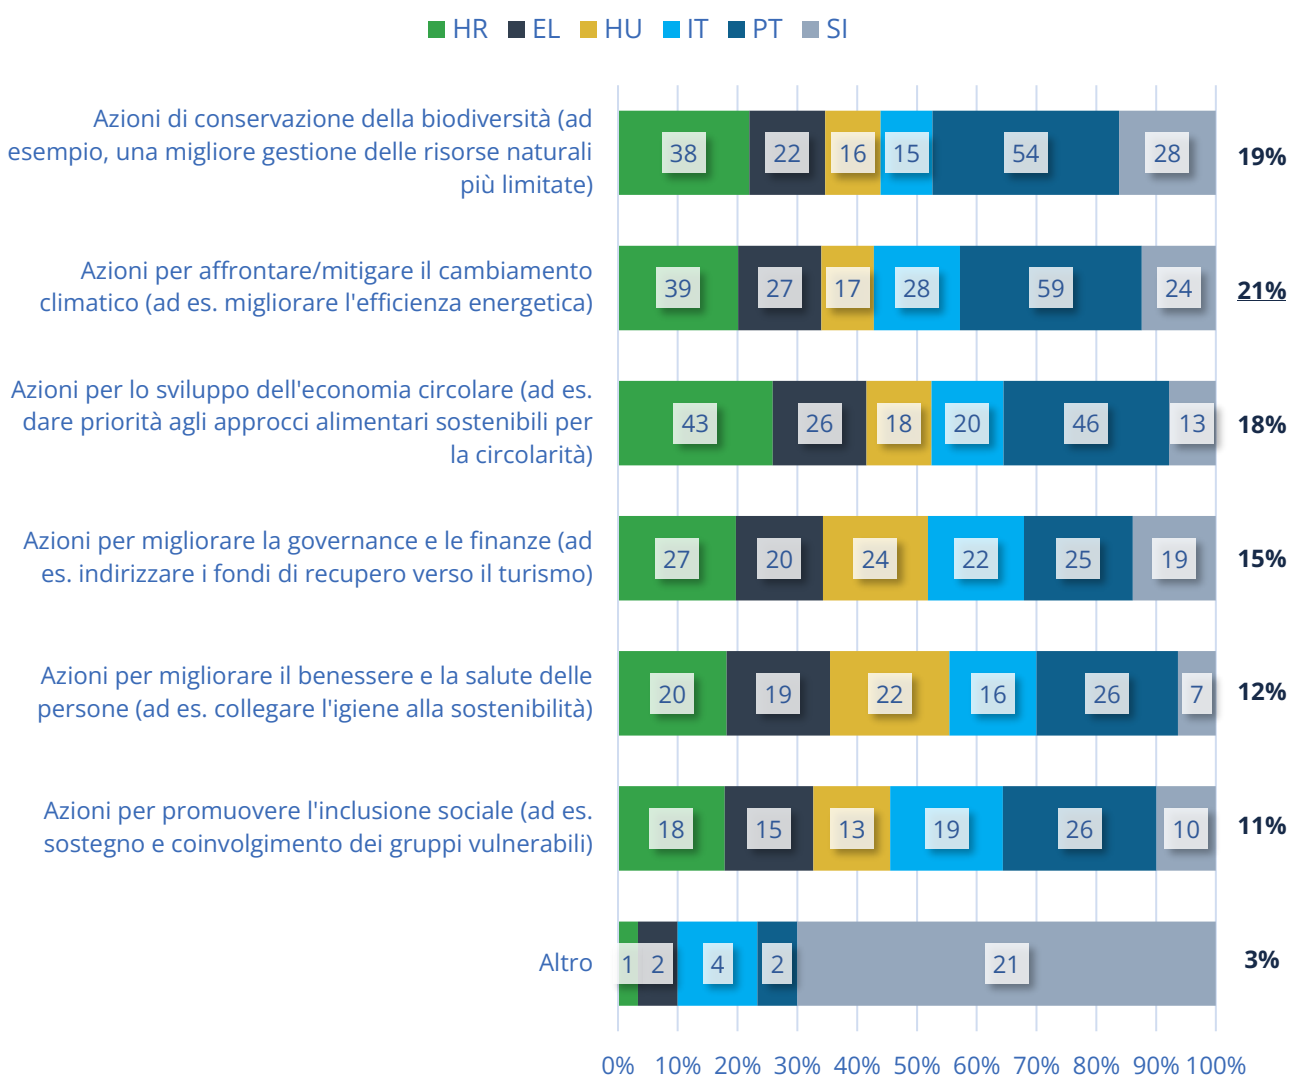 HR EL HU IT PT SI
Azioni di conservazione della biodiversità (ad
esempio, una migliore gestione delle risorse naturali
più limitate)
38 22 16 15 54 28 19%
Azioni per affrontare/mitigare il cambiamento
climatico (ad es. migliorare l'efficienza energetica)
39 27 17 28 59 24 21%
Azioni per lo sviluppo dell'economia circolare (ad es.
dare priorità agli approcci alimentari sostenibili per
la circolarità)
43 26 18 20 46 13 18%
Azioni per migliorare la governance e le finanze (ad
es. indirizzare i fondi di recupero verso il turismo)
27 20 24 22 25 19 15%
Azioni per migliorare il benessere e la salute delle
persone (ad es. collegare l'igiene alla sostenibilità)
20 19 22 16 26 7 12%
Azioni per promuovere l'inclusione sociale (ad es.
sostegno e coinvolgimento dei gruppi vulnerabili)
18 15 13 19 26 10 11%
Altro 1 2 4 2 21 3%
0% 10% 20% 30% 40% 50% 60% 70% 80% 90% 100%